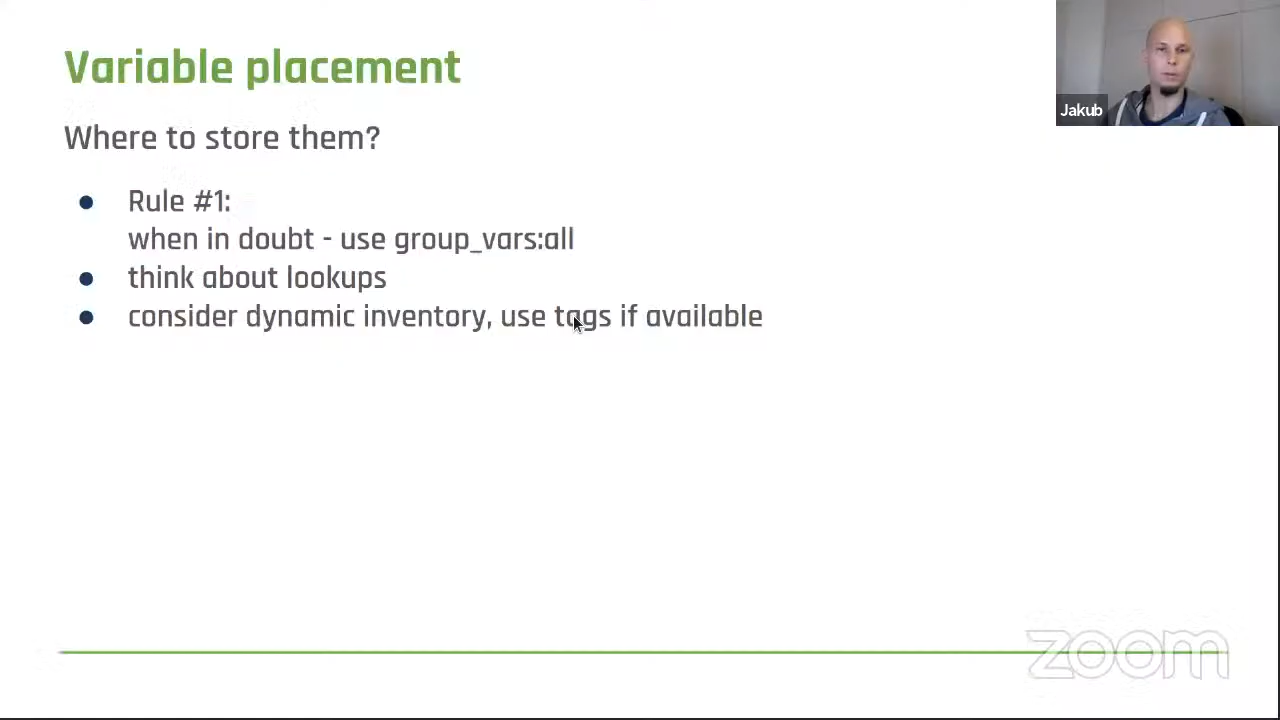 Variable placement
Jakub
Where to store them?
Rule #1:
when in doubt - use group_vars:all
think about lookups
consider dynamic inventory, use tags if available
zoom